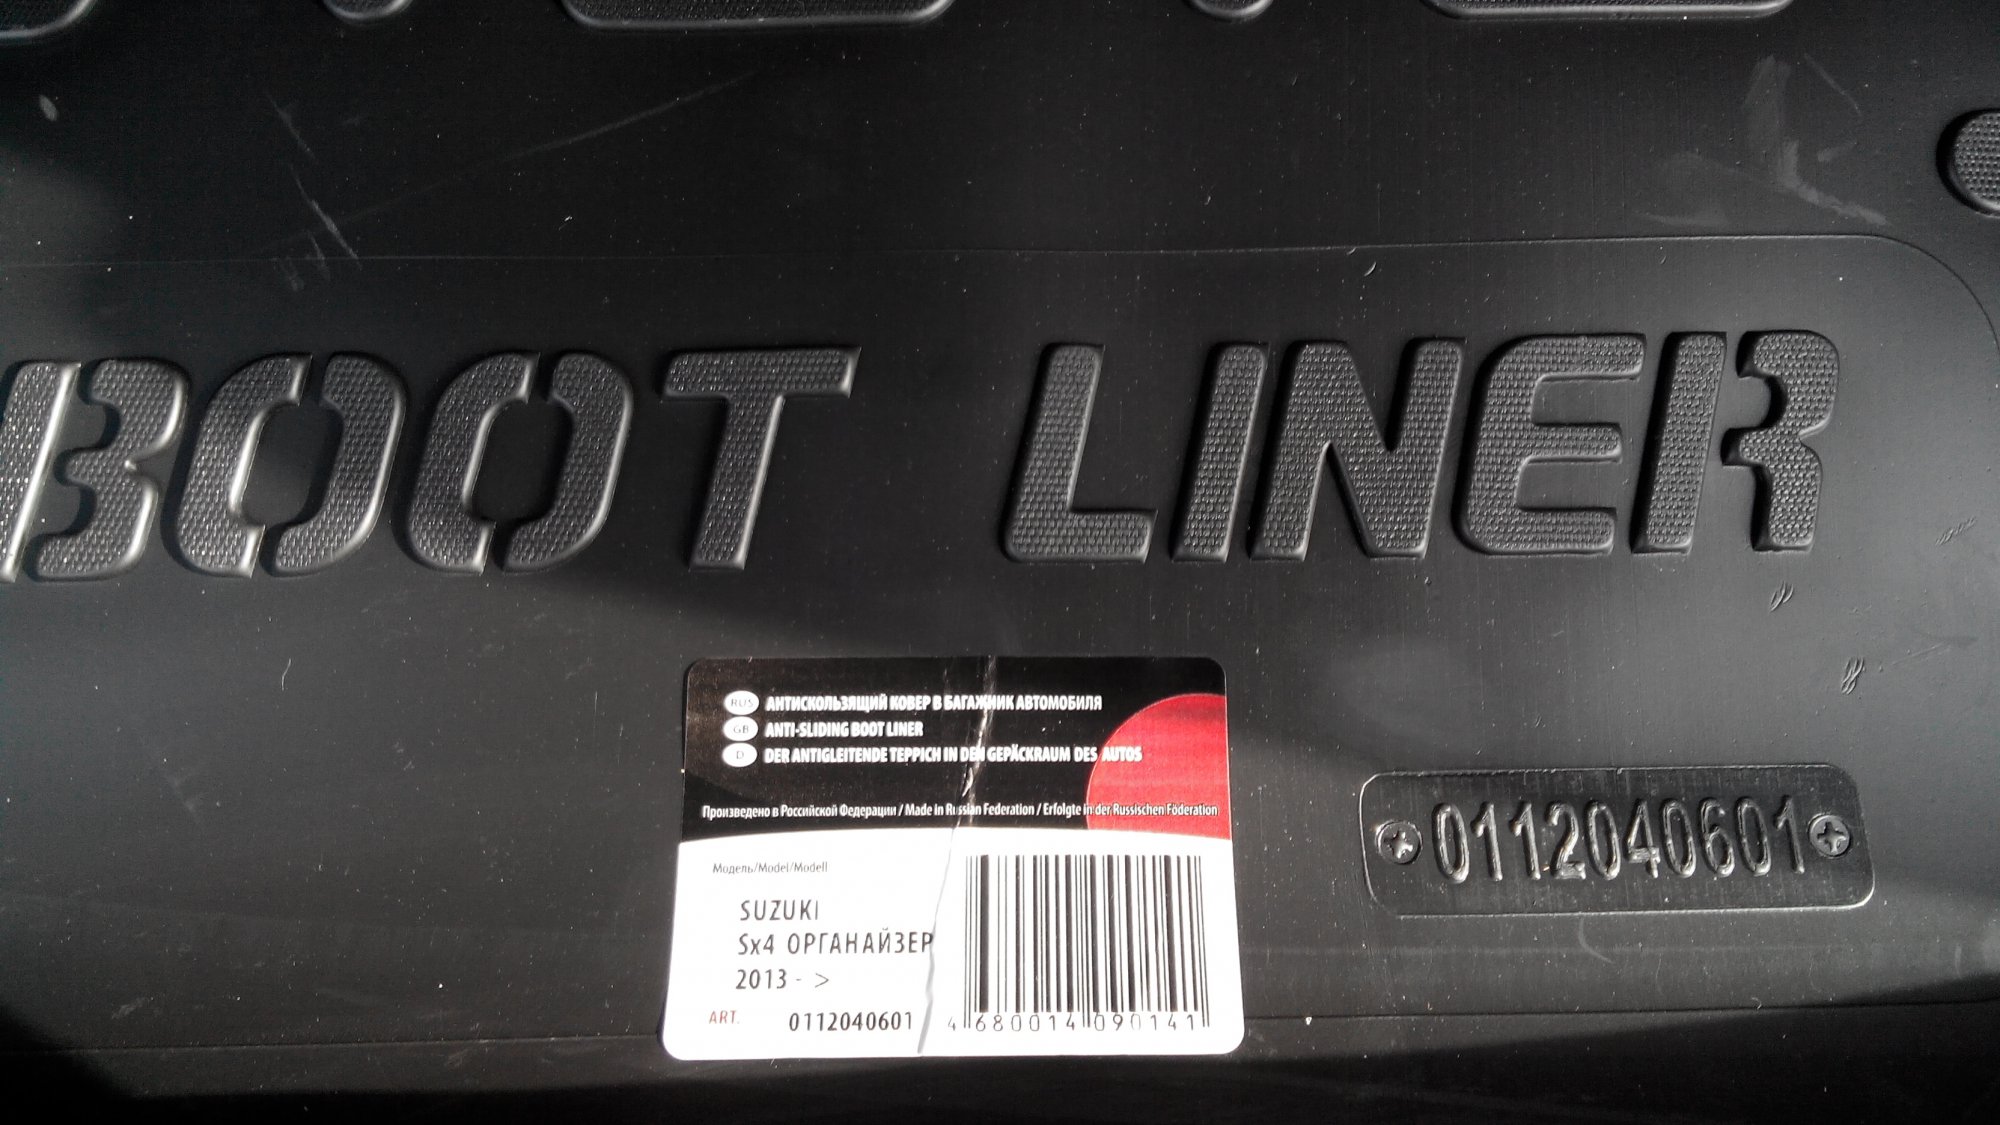 BOOT LINER
RUS АНТИСКОЛЬЗЯЩИЙ КОВЕР В БАГАЖНИК АВТОМОБИЛЯ
GB ANTI-SLIDING BOOT LINER
D DER ANTIGLEITENDE TEPPICH IN DEN GEPÄCKRAUM DES AUTOS
Произведено в Российской Федерации / Made in Russian Federation / Erfolgte in der Russischen Föderation
Модель/Model/Modell
SUZUKI
Sx4 ОРГАНАЙЗЕР
2013 - >
ART. 0112040601
4 680014 090141
0112040601